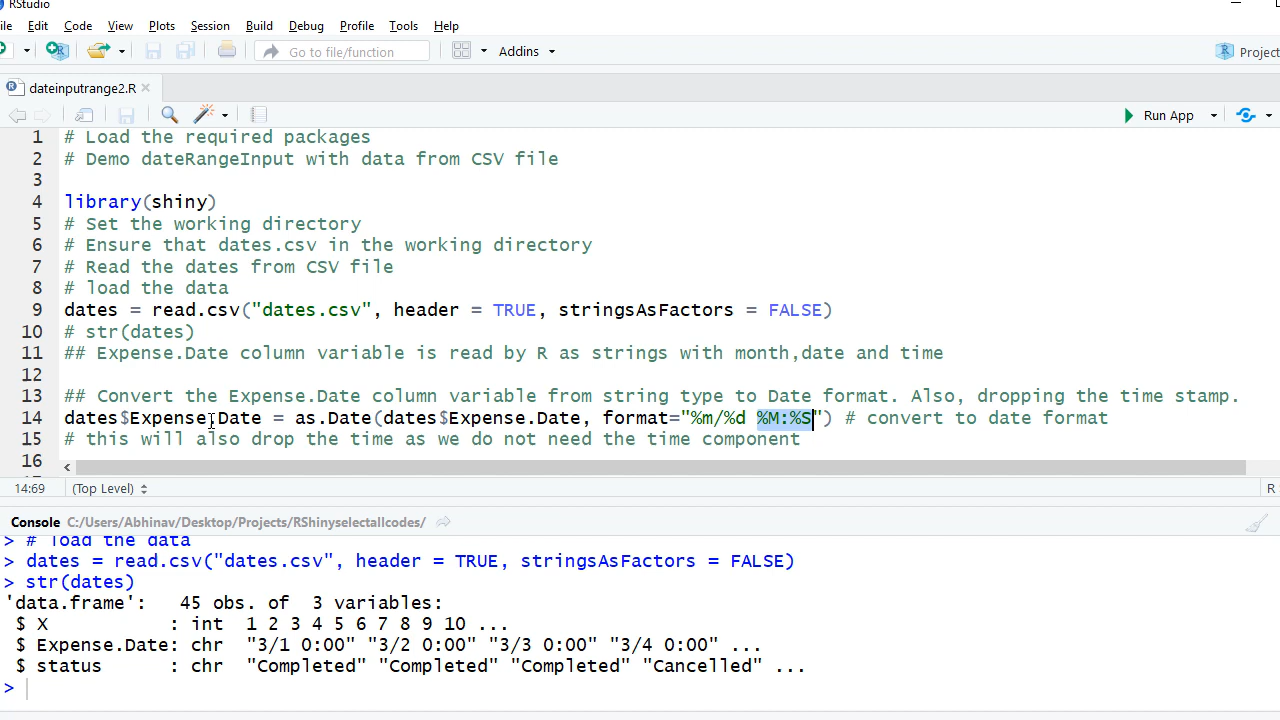 RStudio
ile Edit Code View Plots Session Build Debug Profile Tools Help
Go to file/function Addins Project
dateinputrange2.R
Run App
1 # Load the required packages
2 # Demo dateRangeInput with data from CSV file
3
4 library(shiny)
5 # Set the working directory
6 # Ensure that dates.csv in the working directory
7 # Read the dates from CSV file
8 # load the data
9 dates = read.csv("dates.csv", header = TRUE, stringsAsFactors = FALSE)
10 # str(dates)
11 ## Expense.Date column variable is read by R as strings with month,date and time
12
13 ## Convert the Expense.Date column variable from string type to Date format. Also, dropping the time stamp.
14 dates$Expense.Date = as.Date(dates$Expense.Date, format="%m/%d %M:%S") # convert to date format
15 # this will also drop the time as we do not need the time component
16
14:69 (Top Level) R
Console C:/Users/Abhinav/Desktop/Projects/RShinyselectallcodes/
> # load the data
> dates = read.csv("dates.csv", header = TRUE, stringsAsFactors = FALSE)
> str(dates)
'data.frame': 45 obs. of 3 variables:
$ X : int 1 2 3 4 5 6 7 8 9 10 ...
$ Expense.Date: chr "3/1 0:00" "3/2 0:00" "3/3 0:00" "3/4 0:00" ...
$ status : chr "Completed" "Completed" "Completed" "Cancelled" ...
>